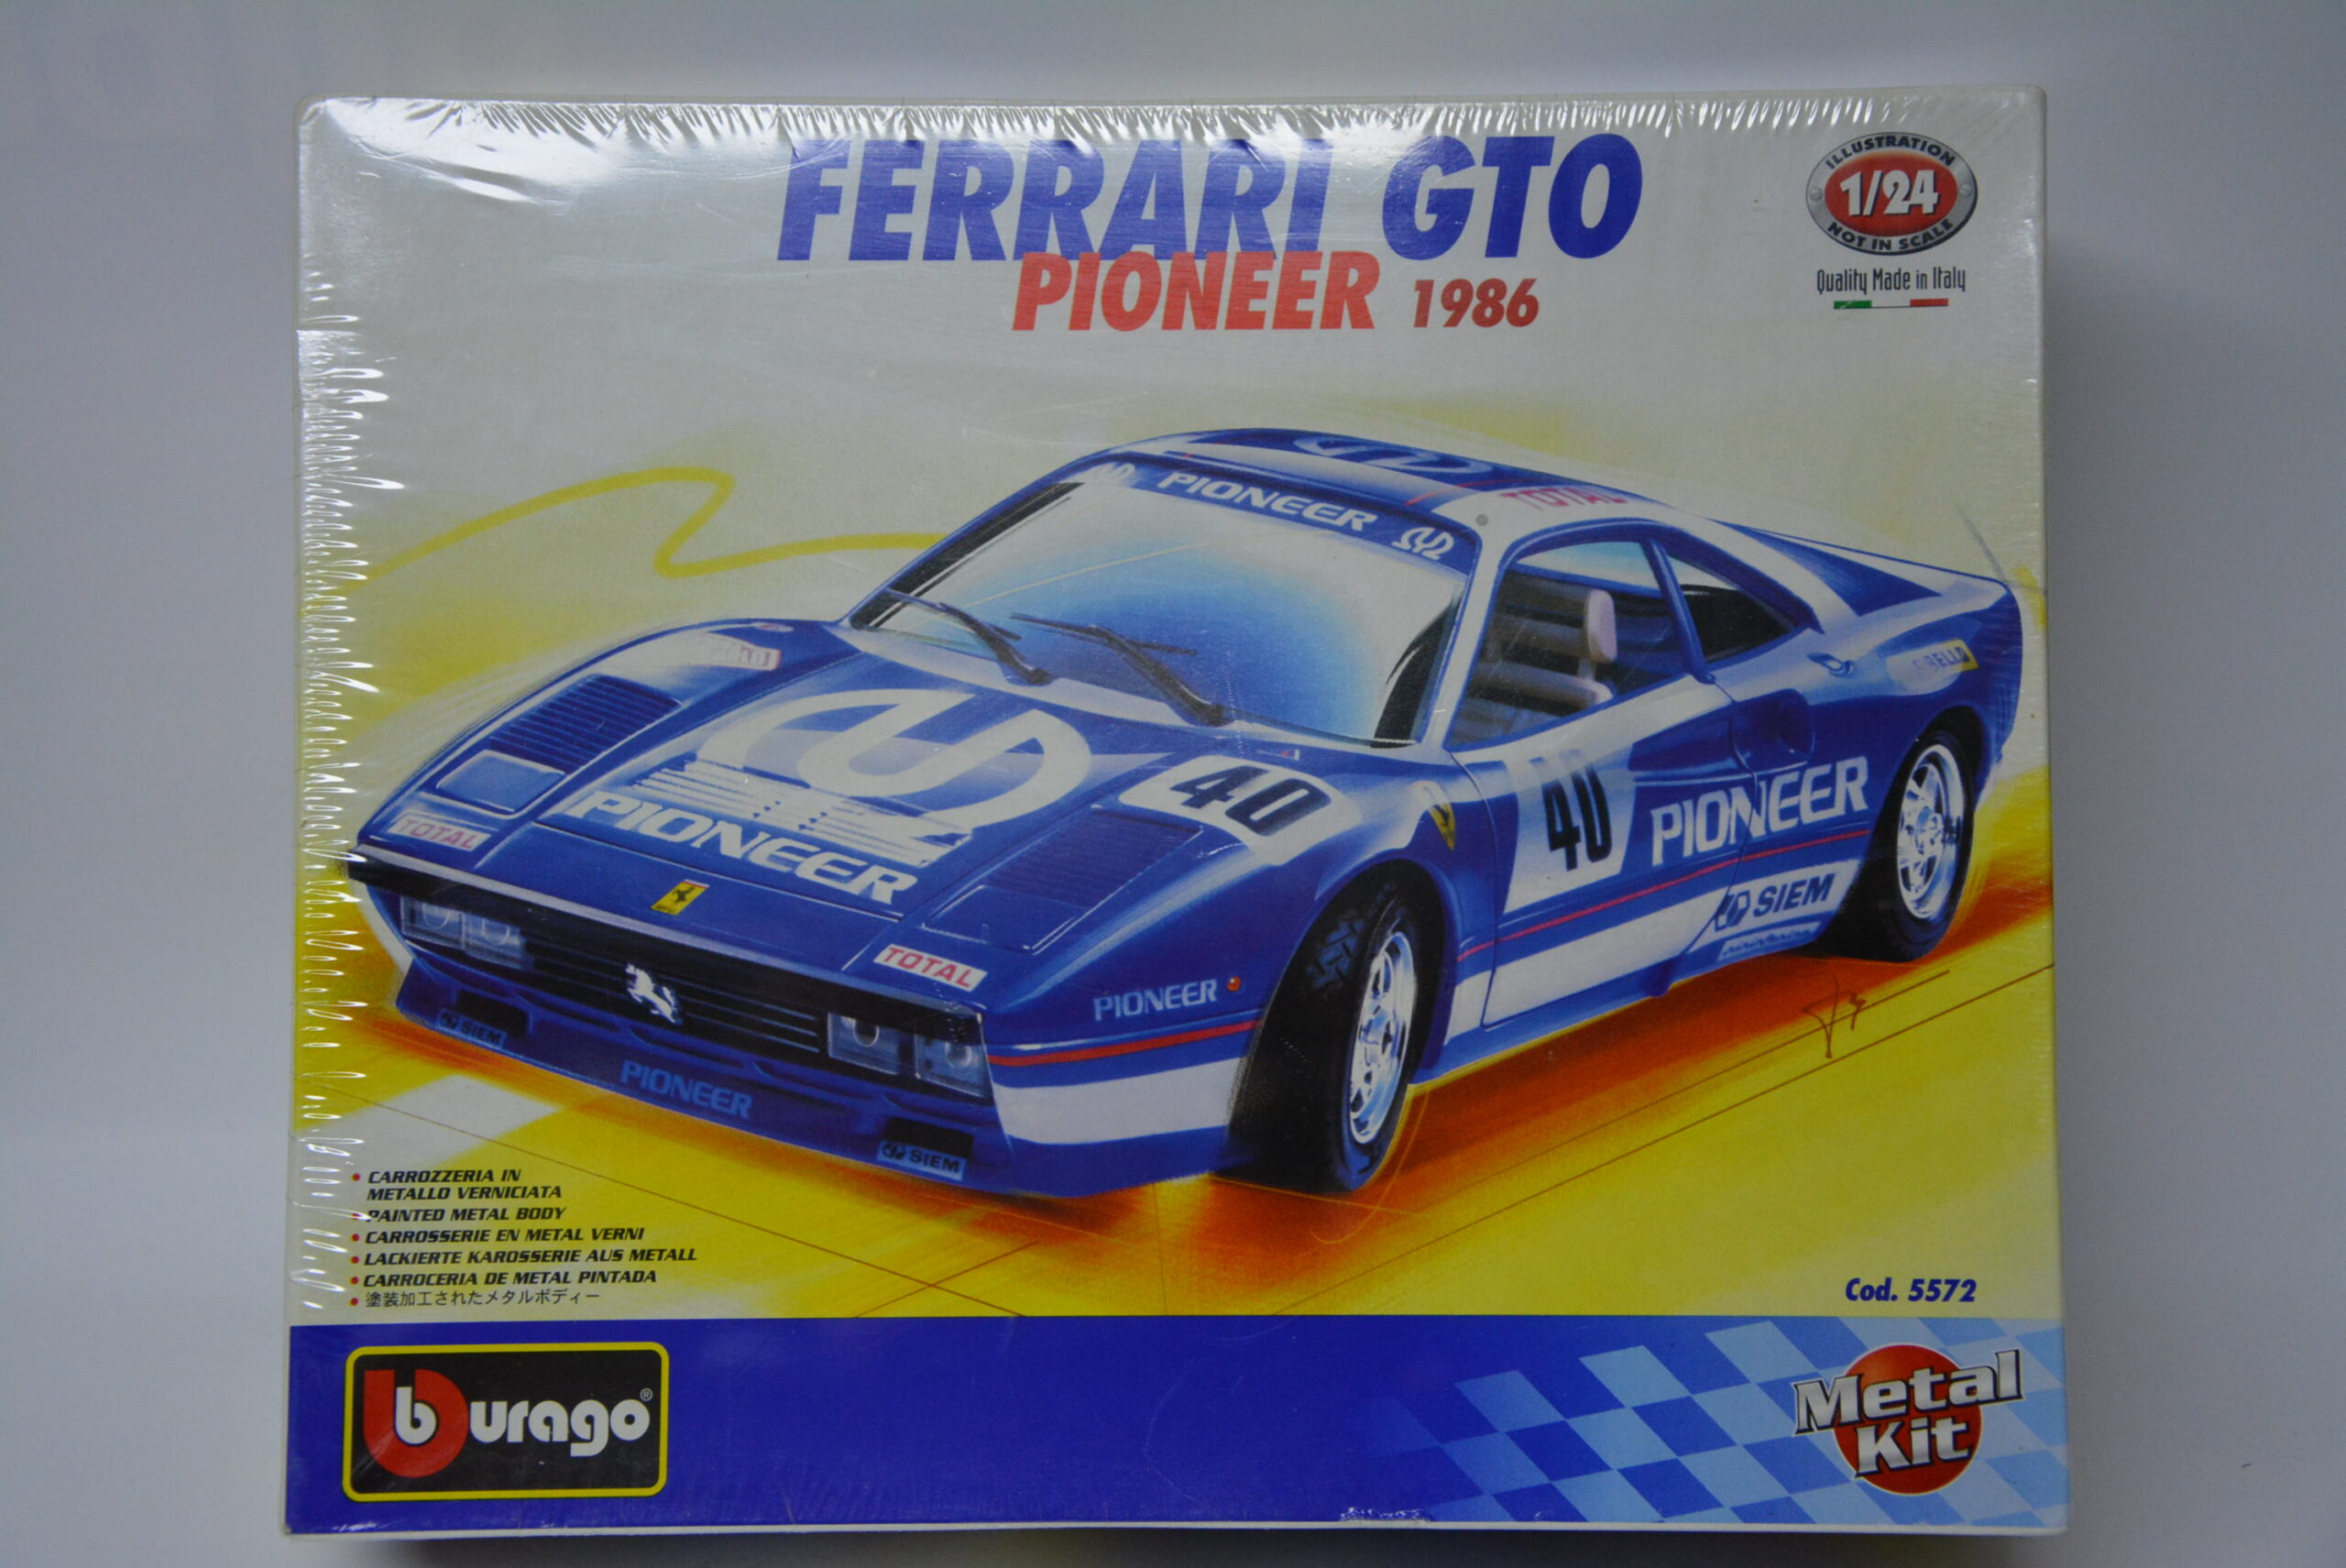 FERRARI GTO
PIONEER 1986
ILLUSTRATION
1/24
NOT IN SCALE
Quality Made in Italy
PIONEER
TOTAL
40
PIONEER
TOTAL
40
PIONEER
SIEM
TOTAL
PIONEER
SIEM
PIONEER
SIEM
• CARROZZERIA IN
METALLO VERNICIATA
• PAINTED METAL BODY
• CARROSSERIE EN METAL VERNI
• LACKIERTE KAROSSERIE AUS METALL
• CARROCERIA DE METAL PINTADA
• 塗装加工されたメタルボディー
Cod. 5572
burago®
Metal
Kit